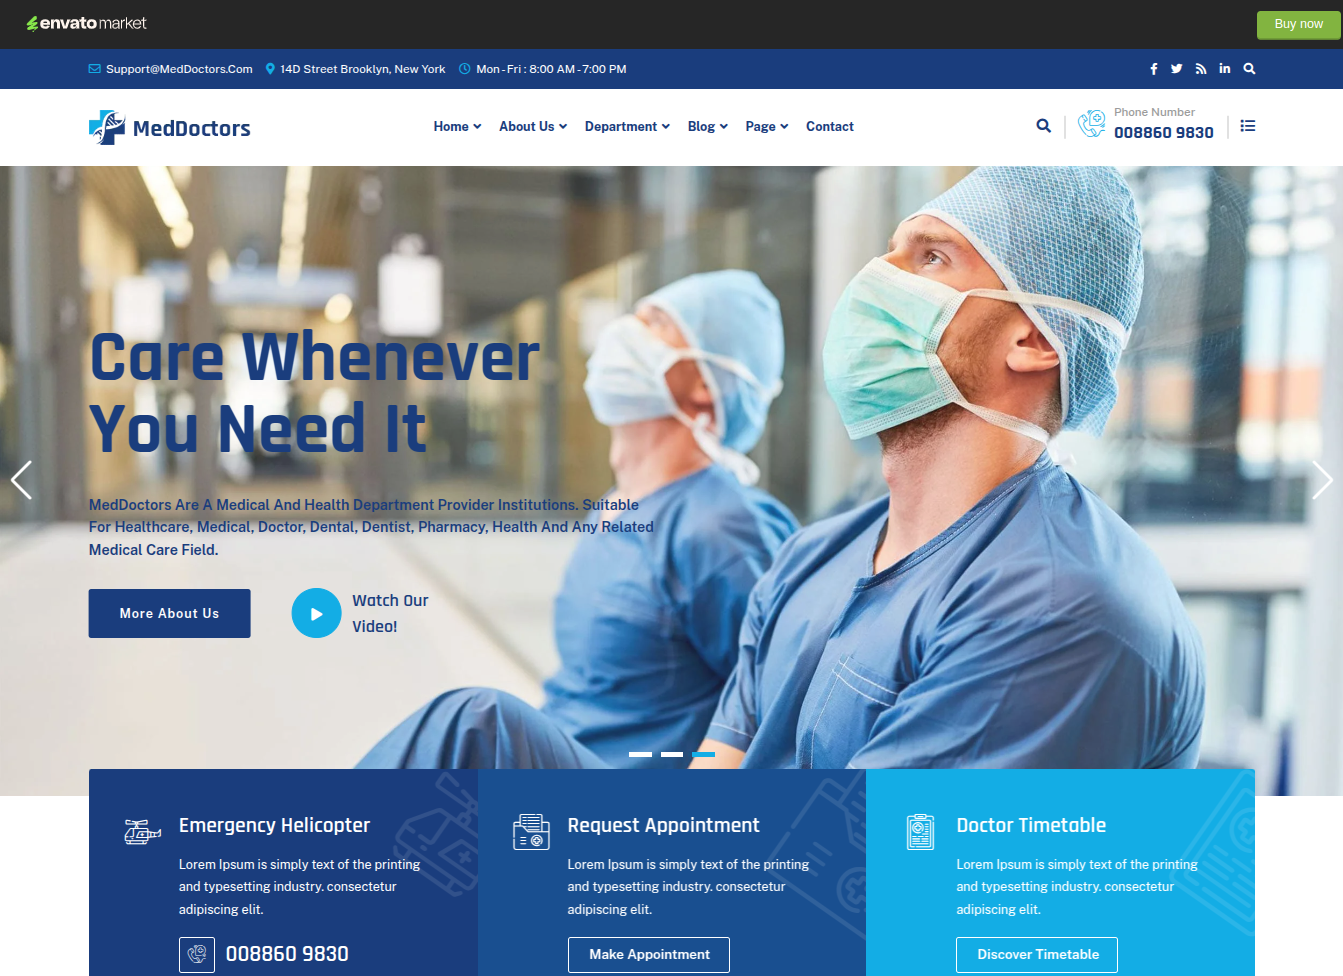 envato market
Buy now
Support@MedDoctors.Com 14D Street Brooklyn, New York Mon - Fri : 8:00 AM - 7:00 PM
MedDoctors
Home About Us Department Blog Page Contact
Phone Number
008860 9830
Care Whenever
You Need It
MedDoctors Are A Medical And Health Department Provider Institutions. Suitable
For Healthcare, Medical, Doctor, Dental, Dentist, Pharmacy, Health And Any Related
Medical Care Field.
More About Us
Watch Our
Video!
Emergency Helicopter
Lorem Ipsum is simply text of the printing
and typesetting industry. consectetur
adipiscing elit.
008860 9830
Request Appointment
Lorem Ipsum is simply text of the printing
and typesetting industry. consectetur
adipiscing elit.
Make Appointment
Doctor Timetable
Lorem Ipsum is simply text of the printing
and typesetting industry. consectetur
adipiscing elit.
Discover Timetable